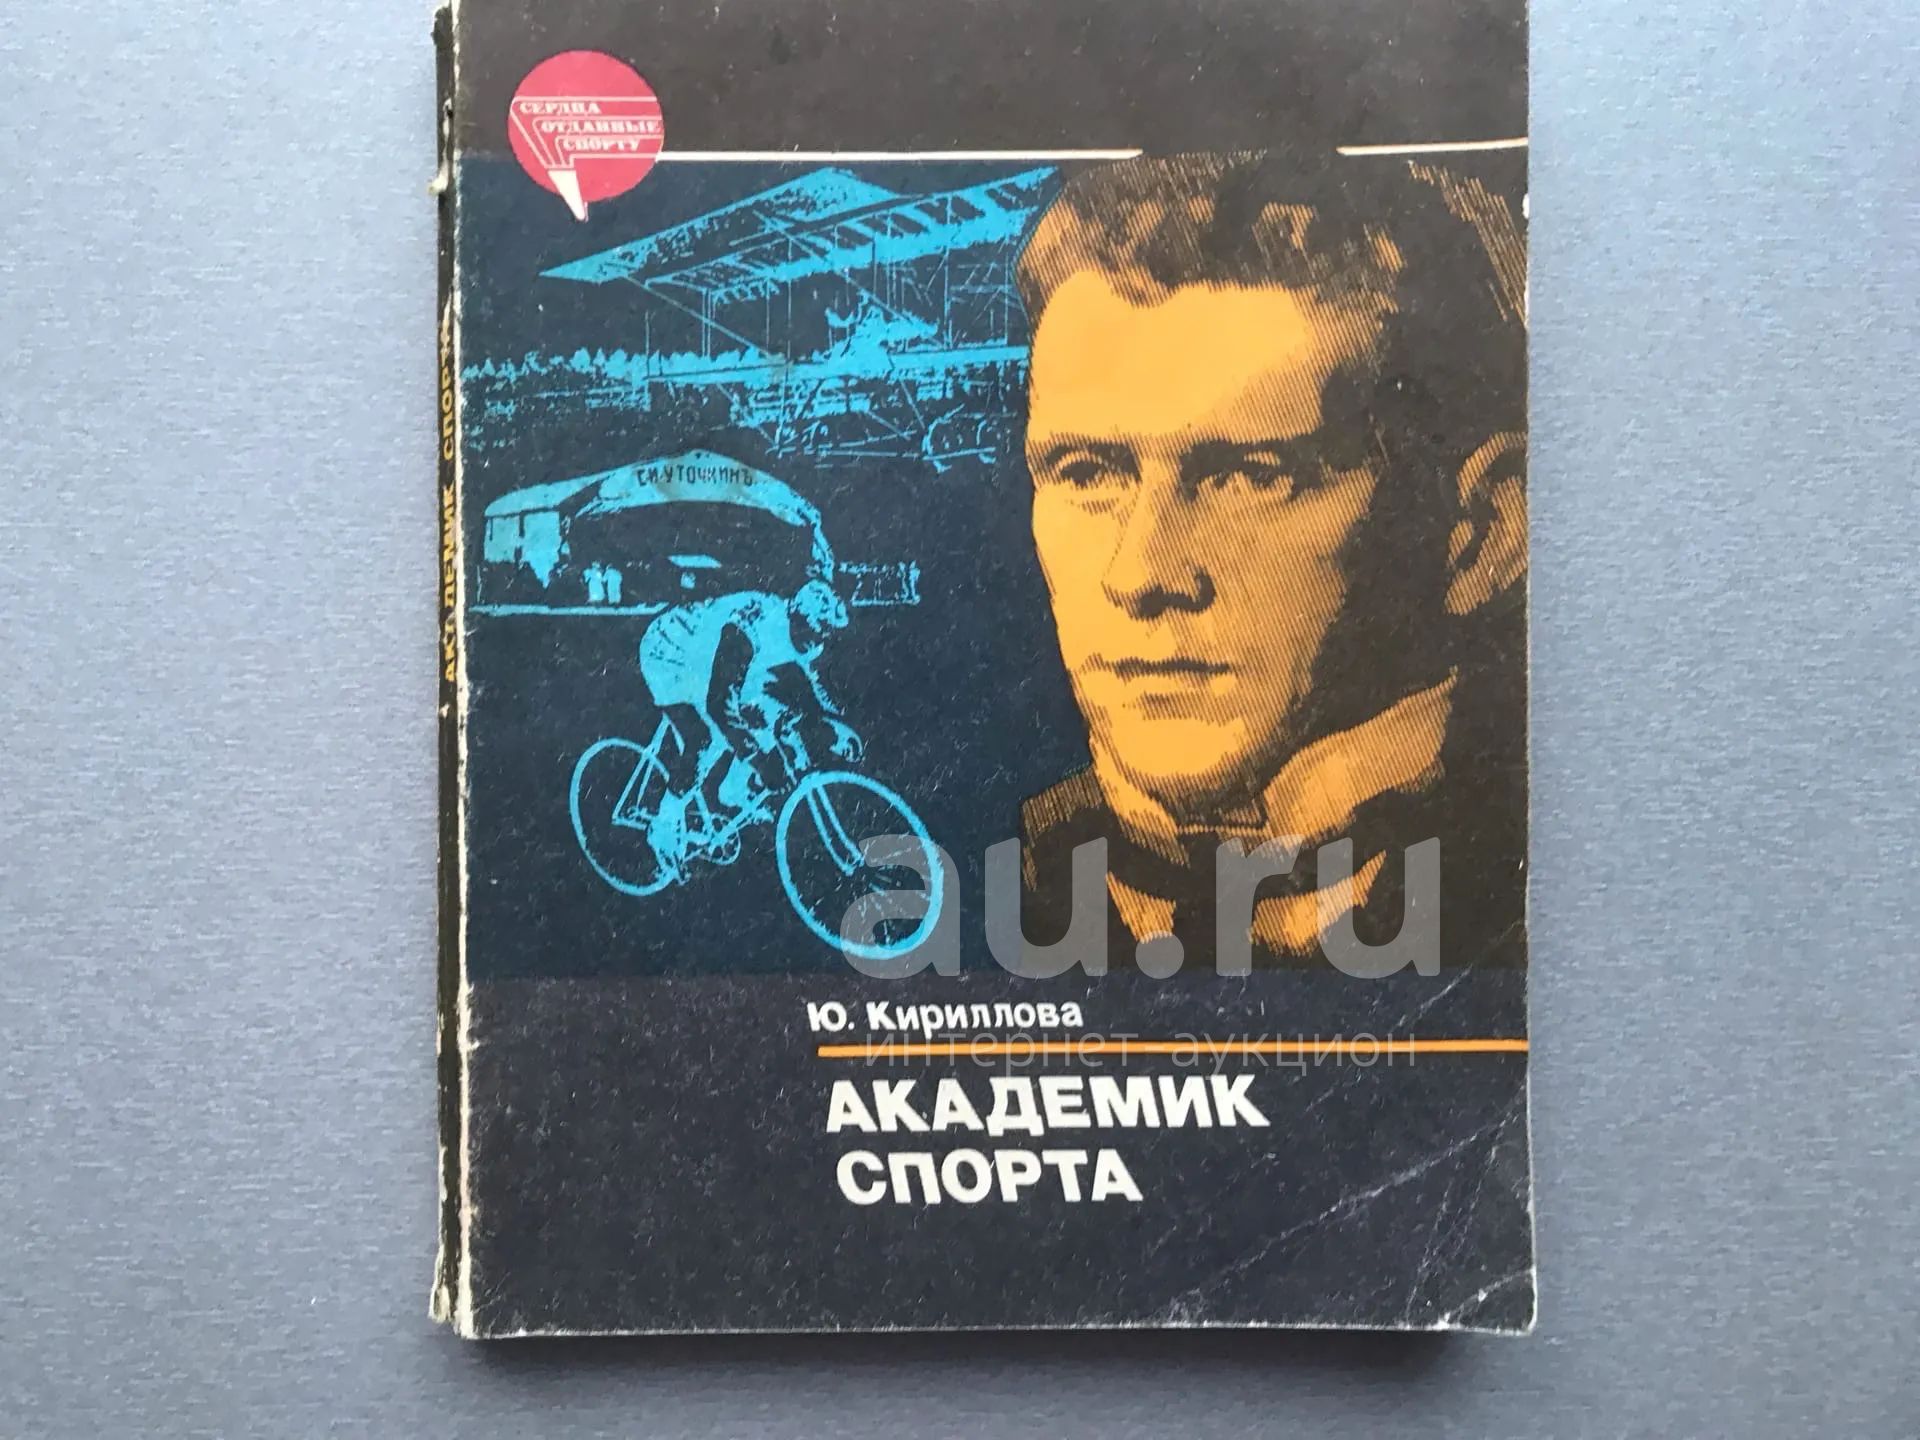 СЕРДЦА
ОТДАННЫЕ
СПОРТУ
С.И.УТОЧКИНЪ
АКАДЕМИК СПОРТА
Ю. Кириллова
АКАДЕМИК
СПОРТА
au.ru
интернет-аукцион